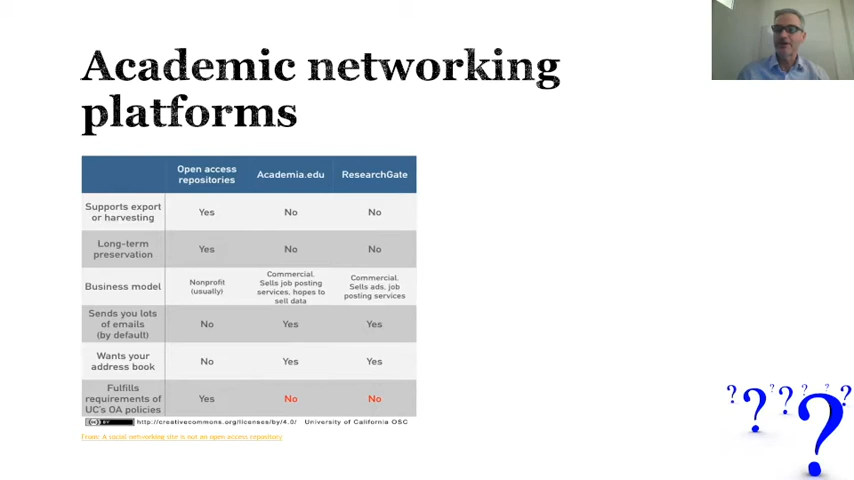 Academic networking
platforms
Open access
repositories
Academia.edu
ResearchGate
Supports export
or harvesting
Yes
No
No
Long-term
preservation
Yes
No
No
Business model
Nonprofit
(usually)
Commercial.
Sells job posting
services, hopes to
sell data
Commercial.
Sells ads, job
posting services
Sends you lots
of emails
(by default)
No
Yes
Yes
Wants your
address book
No
Yes
Yes
Fulfills
requirements of
UC's OA policies
Yes
No
No
CC BY http://creativecommons.org/licenses/by/4.0/ University of California OSC
From: A social networking site is not an open access repository
? ? ? ? ? ? ?